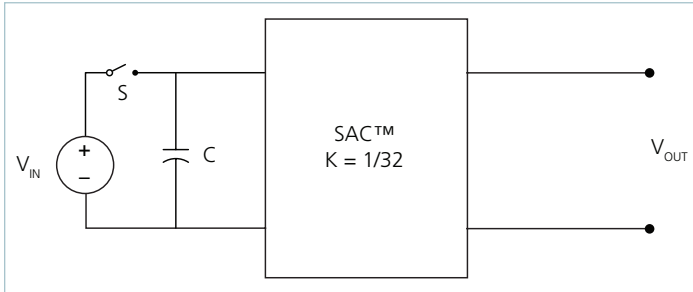 S
SAC™
K = 1/32
+
V_IN
–
C
V_OUT